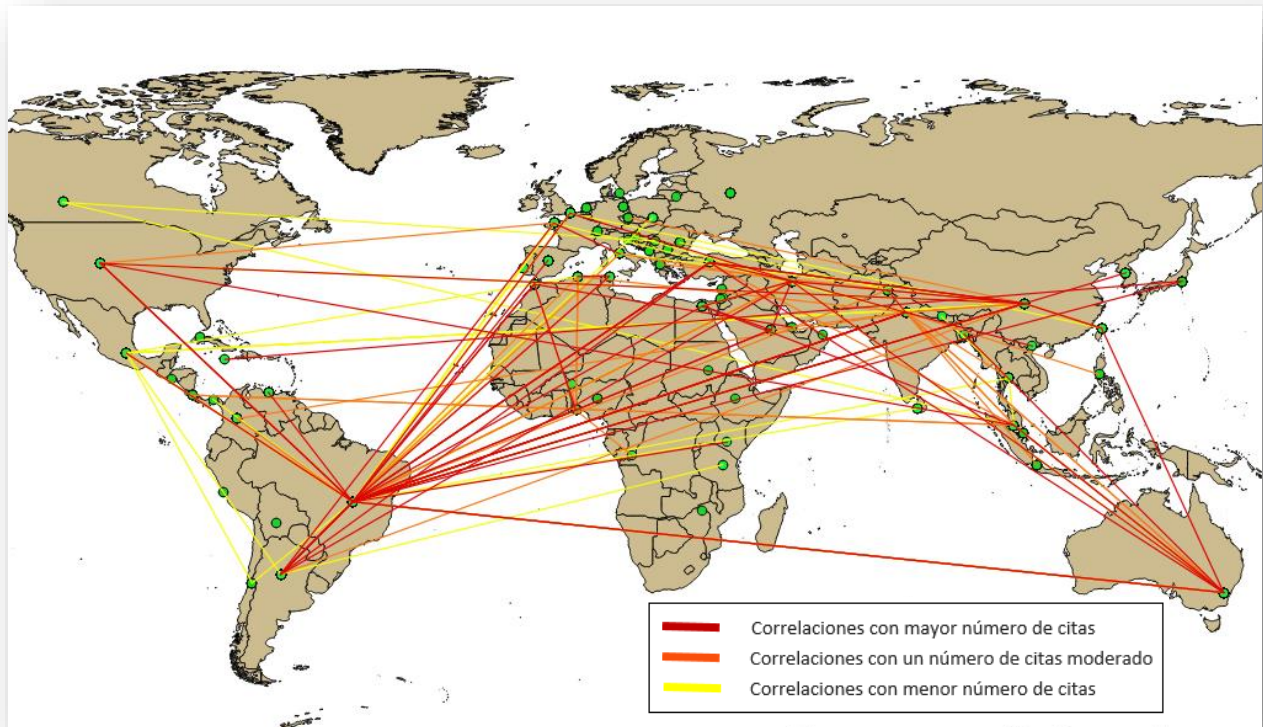 Correlaciones con mayor número de citas
Correlaciones con un número de citas moderado
Correlaciones con menor número de citas